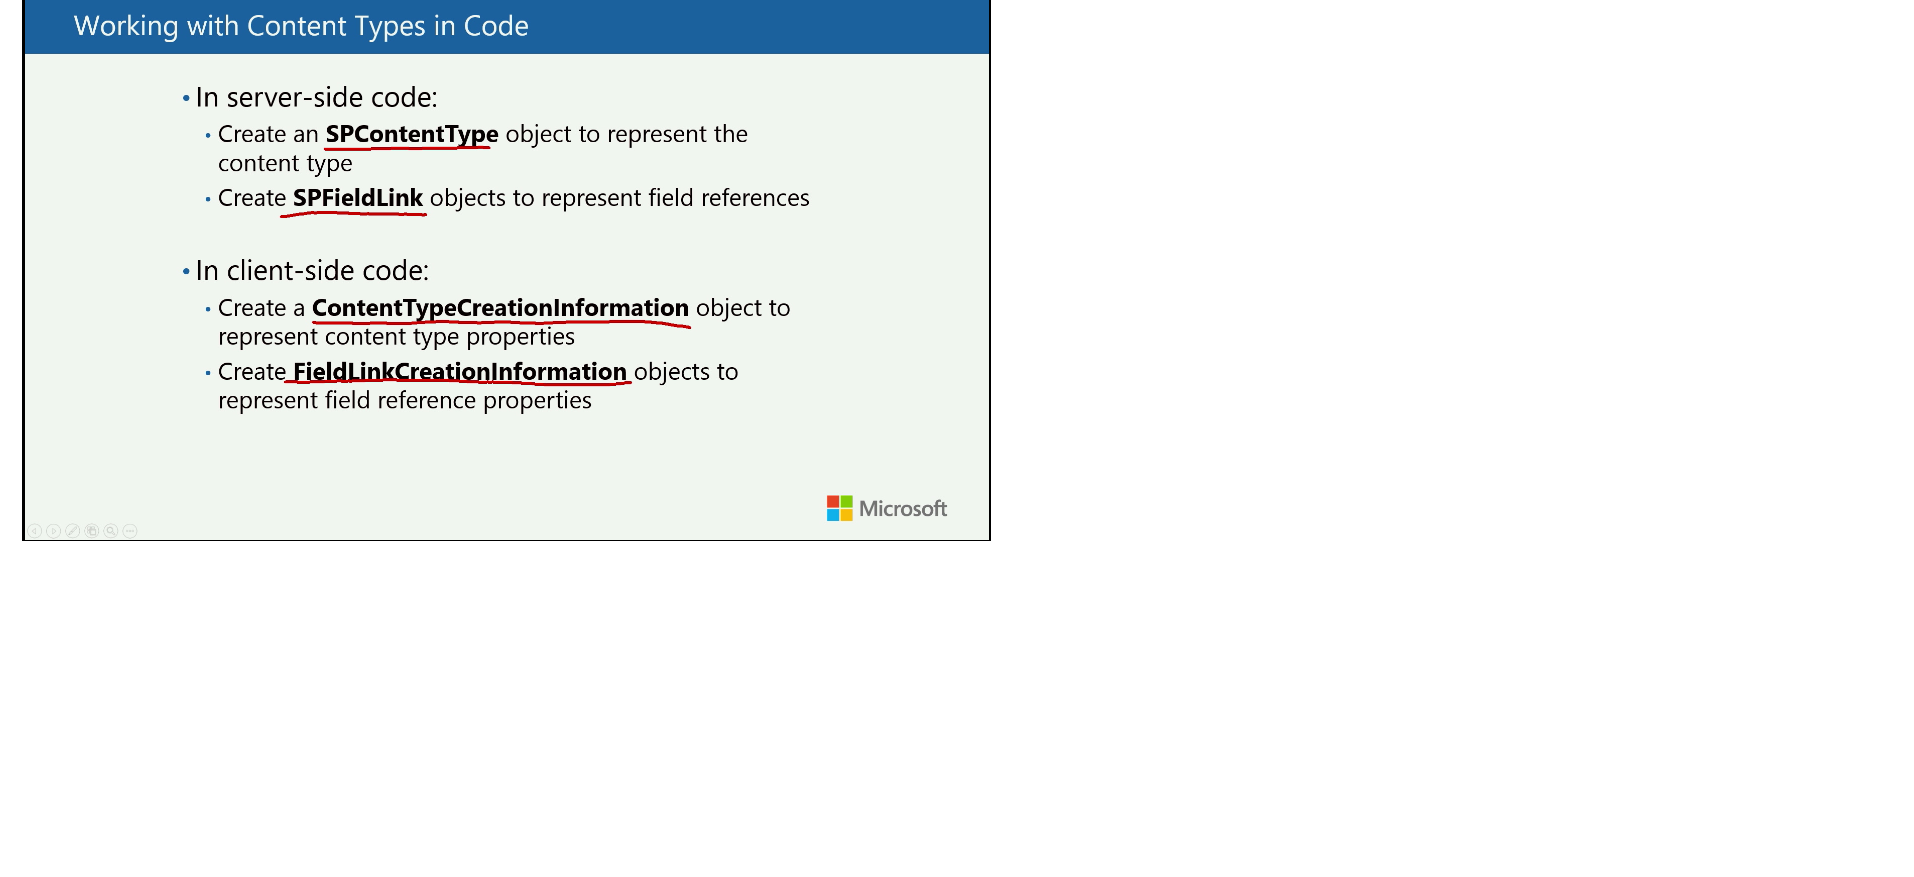 Working with Content Types in Code
• In server-side code:
• Create an SPContentType object to represent the
content type
• Create SPFieldLink objects to represent field references
• In client-side code:
• Create a ContentTypeCreationInformation object to
represent content type properties
• Create FieldLinkCreationInformation objects to
represent field reference properties
Microsoft